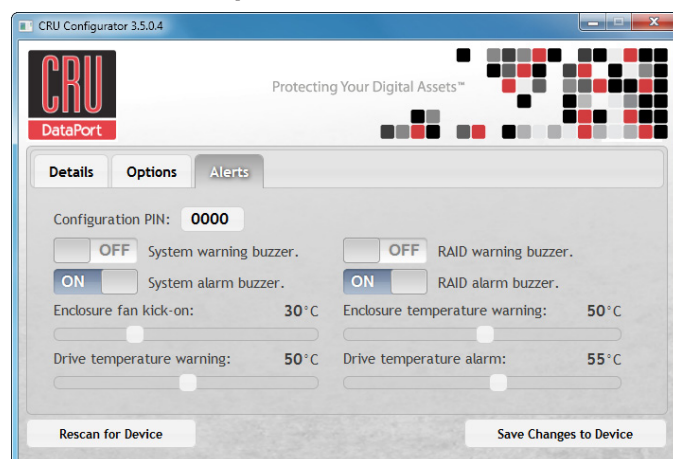 CRU Configurator 3.5.0.4
CRU
DataPort
Protecting Your Digital Assets™
Details Options Alerts
Configuration PIN: 0000
OFF System warning buzzer. OFF RAID warning buzzer.
ON System alarm buzzer. ON RAID alarm buzzer.
Enclosure fan kick-on: 30°C Enclosure temperature warning: 50°C
Drive temperature warning: 50°C Drive temperature alarm: 55°C
Rescan for Device Save Changes to Device